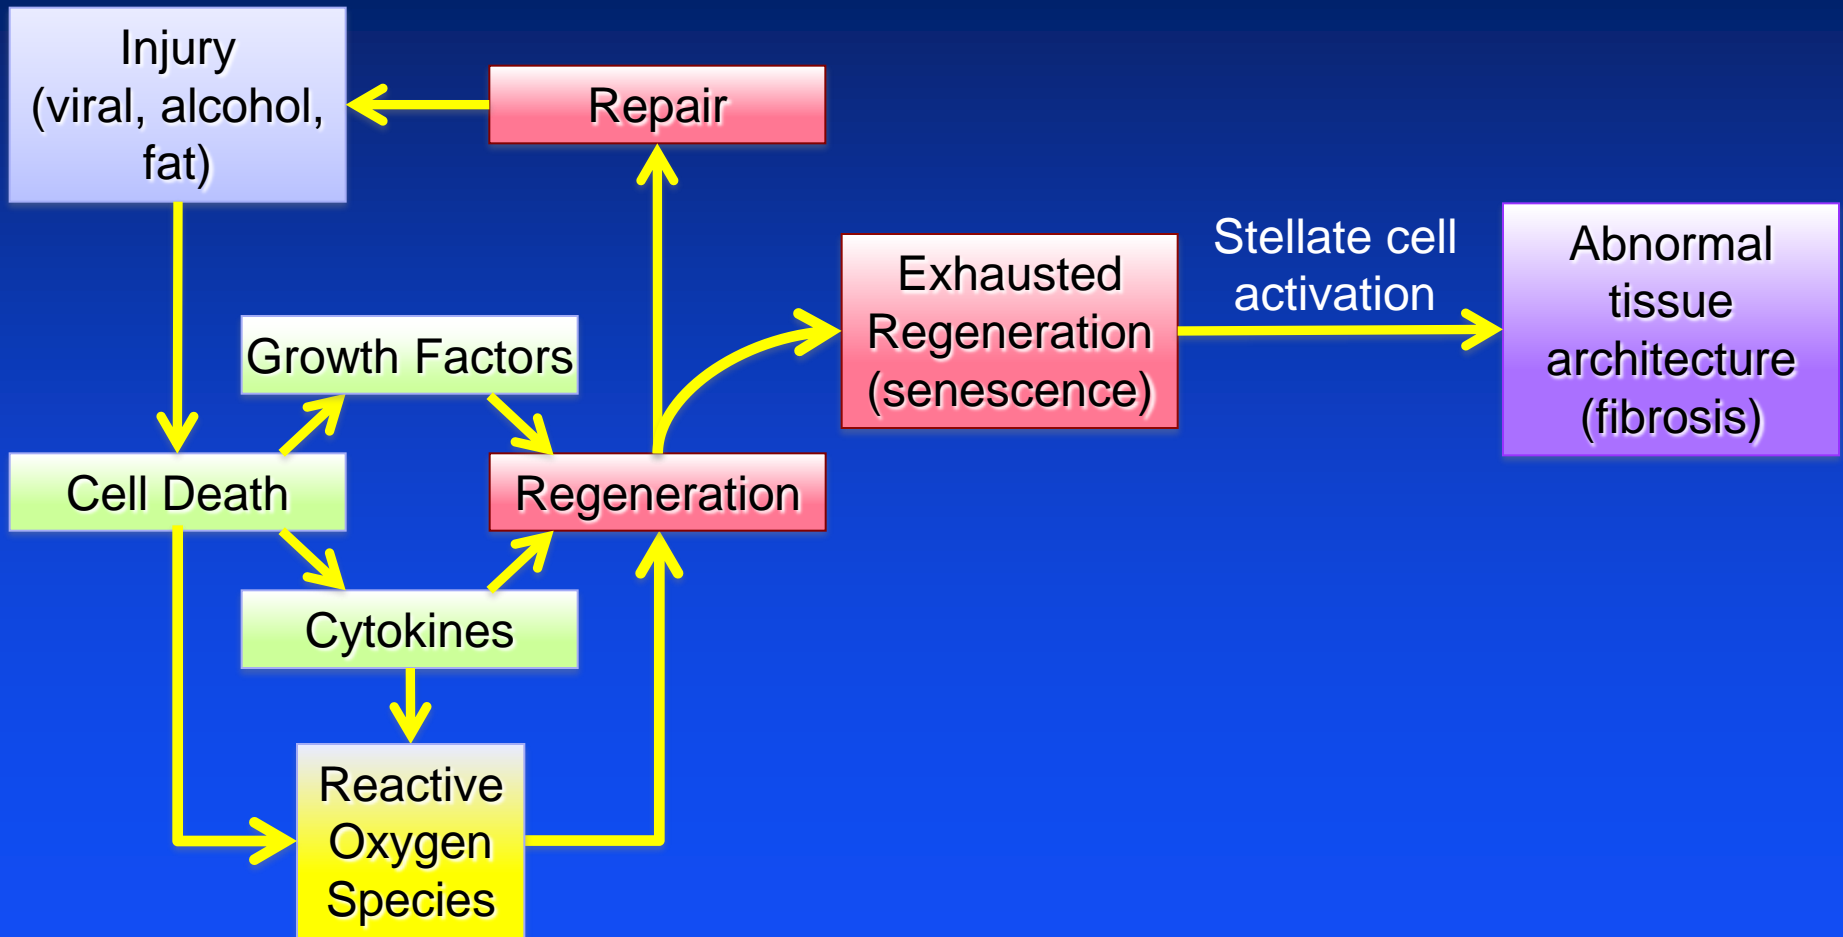 Injury
(viral, alcohol,
fat)
Repair
Growth Factors
Cell Death
Regeneration
Cytokines
Reactive
Oxygen
Species
Exhausted
Regeneration
(senescence)
Stellate cell
activation
Abnormal
tissue
architecture
(fibrosis)